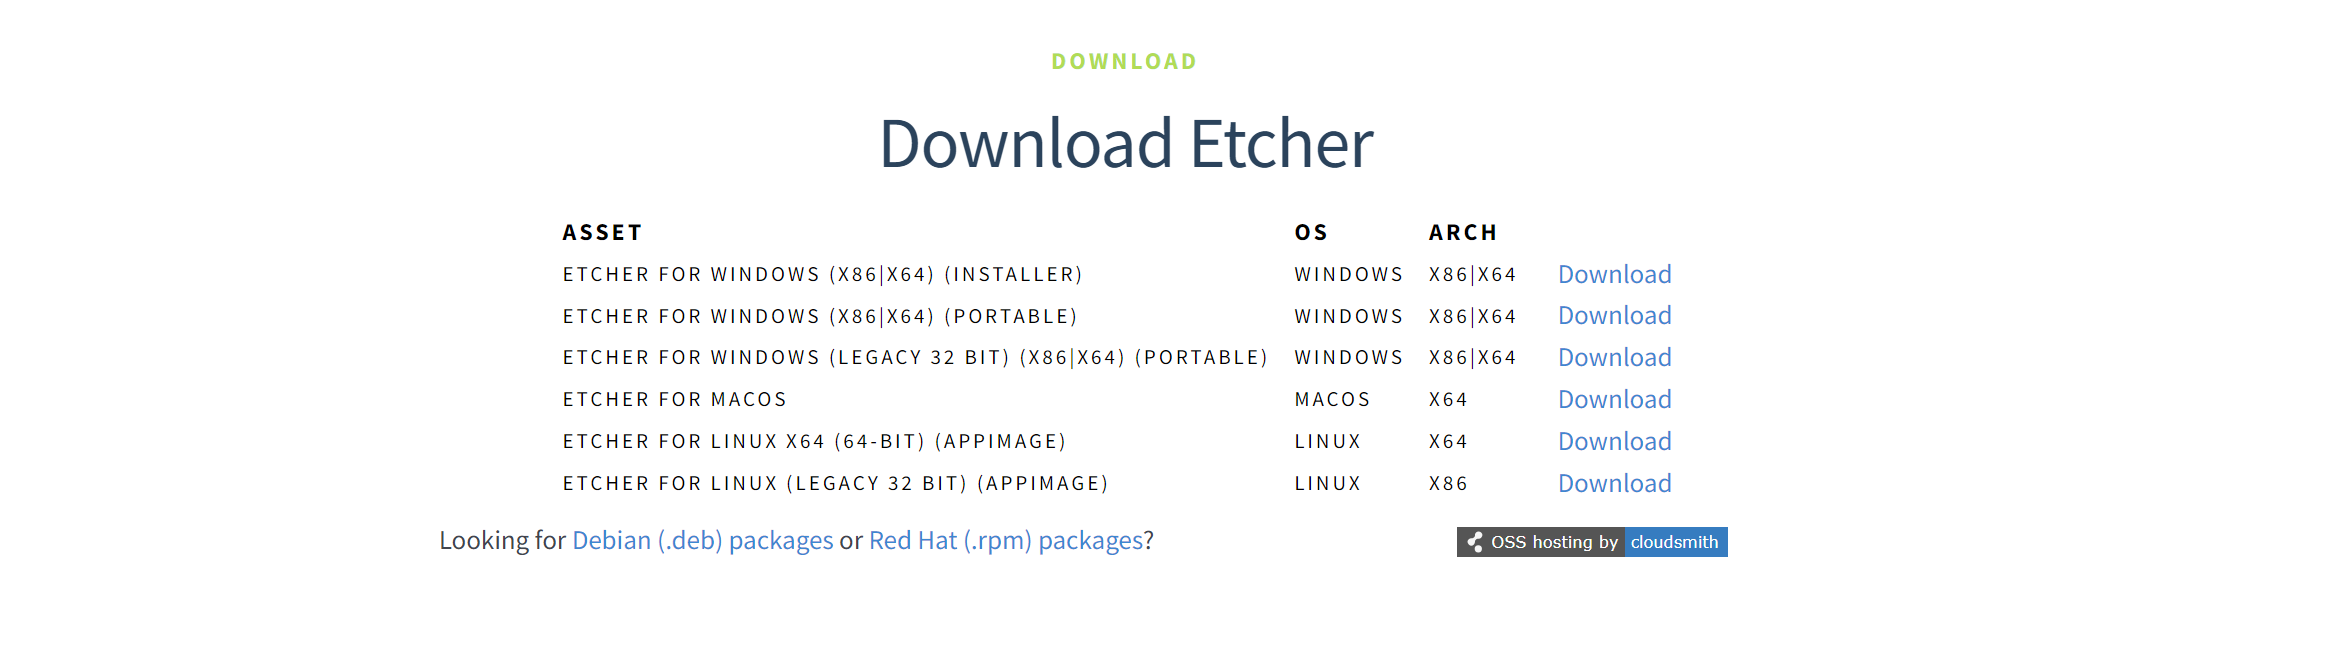 DOWNLOAD
Download Etcher
ASSET OS ARCH
ETCHER FOR WINDOWS (X86|X64) (INSTALLER) WINDOWS X86|X64 Download
ETCHER FOR WINDOWS (X86|X64) (PORTABLE) WINDOWS X86|X64 Download
ETCHER FOR WINDOWS (LEGACY 32 BIT) (X86|X64) (PORTABLE) WINDOWS X86|X64 Download
ETCHER FOR MACOS MACOS X64 Download
ETCHER FOR LINUX X64 (64-BIT) (APPIMAGE) LINUX X64 Download
ETCHER FOR LINUX (LEGACY 32 BIT) (APPIMAGE) LINUX X86 Download
Looking for Debian (.deb) packages or Red Hat (.rpm) packages? OSS hosting by cloudsmith